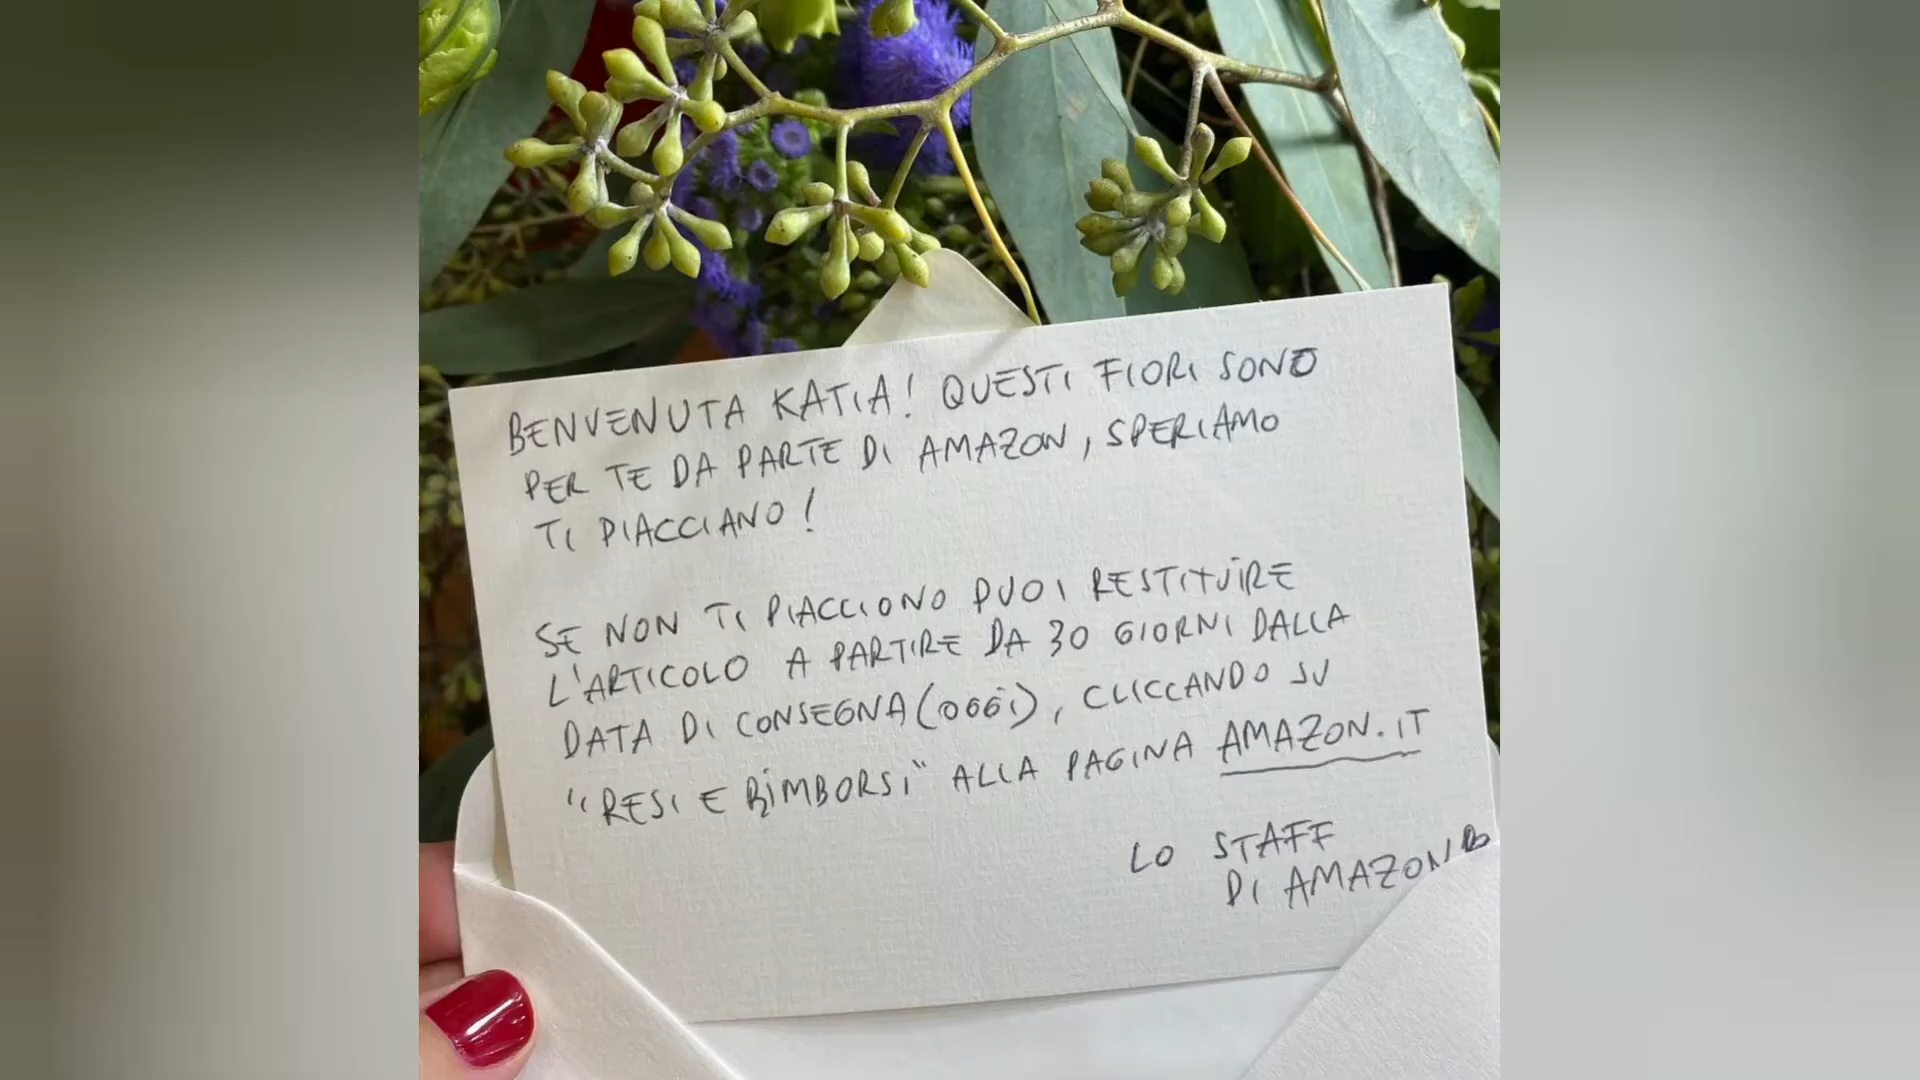 BENVENUTA KATIA! QUESTI FIORI SONO
PER TE DA PARTE DI AMAZON, SPERIAMO
TI PIACCIANO!
SE NON TI PIACCIONO PUOI RESTITUIRE
L'ARTICOLO A PARTIRE DA 30 GIORNI DALLA
DATA DI CONSEGNA (OGGI), CLICCANDO SU
"RESI E RIMBORSI" ALLA PAGINA AMAZON.IT
LO STAFF
DI AMAZON